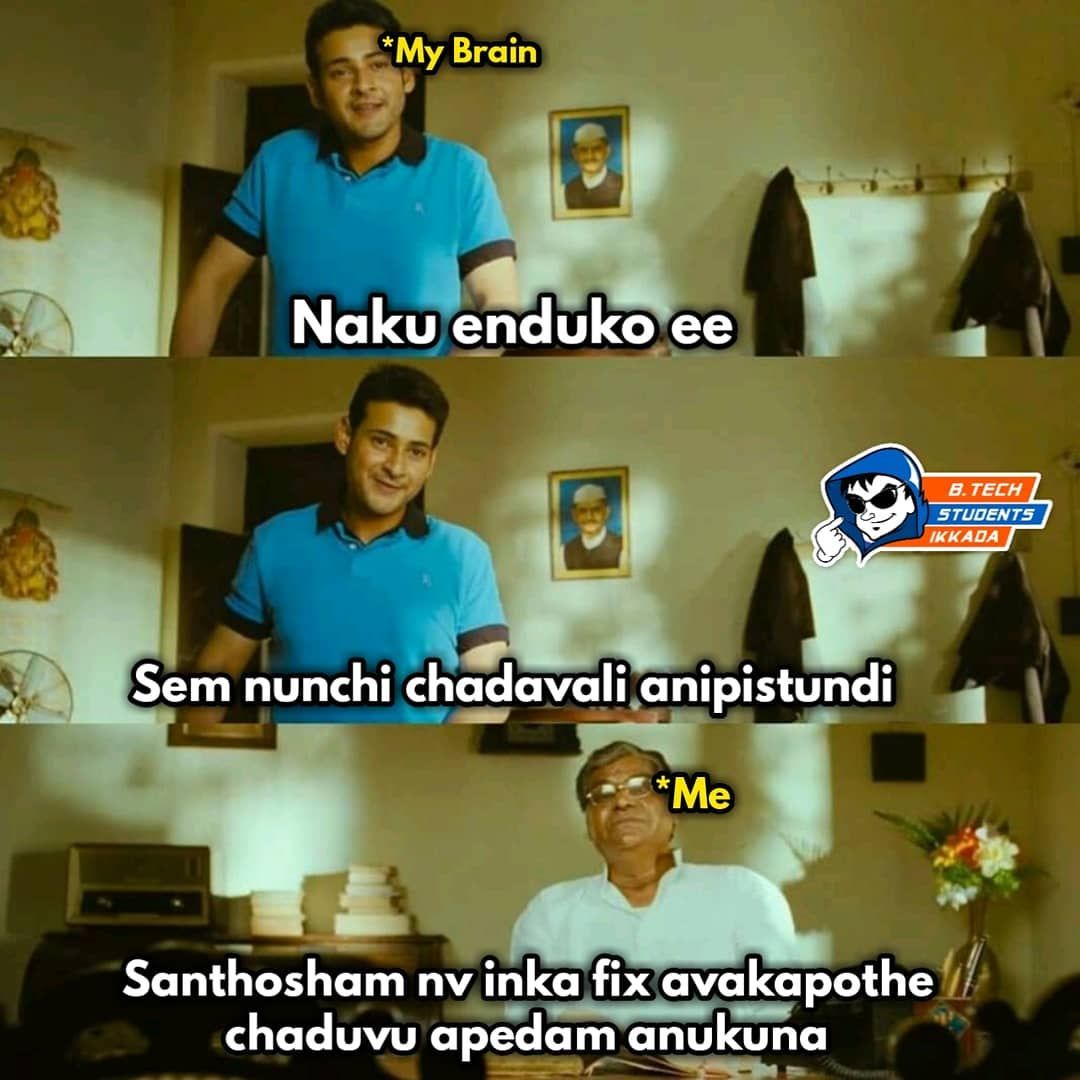 *My Brain
Naku enduko ee
B.TECH
STUDENTS
IKKADA
Sem nunchi chadavali anipistundi
*Me
Santhosham nv inka fix avakapothe
chaduvu apedam anukuna